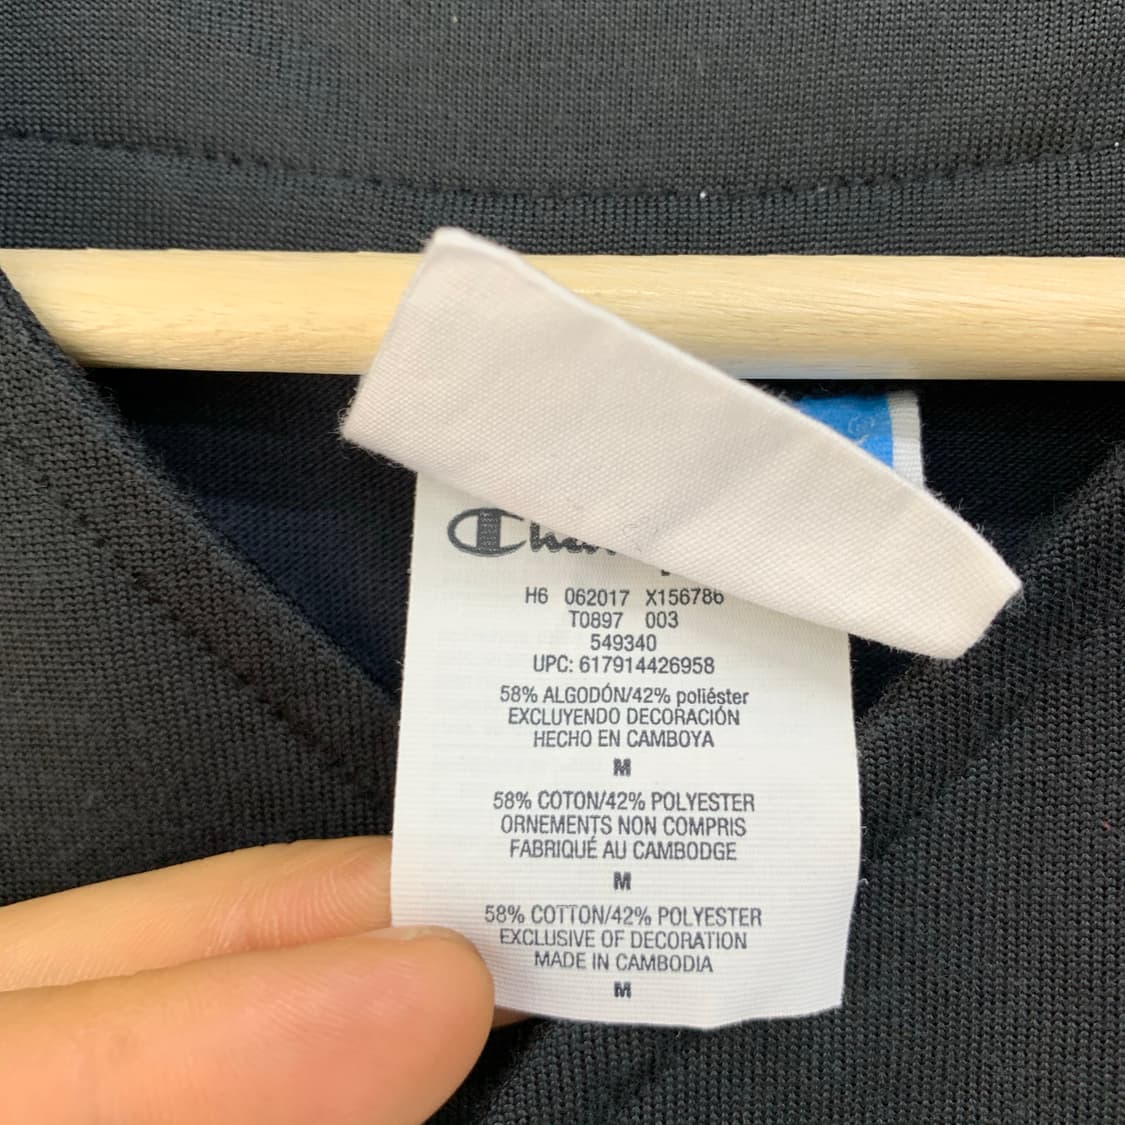 H6 062017 X156786
T0897 003
549340
UPC: 617914426958
58% ALGODÓN/42% poliéster
EXCLUYENDO DECORACIÓN
HECHO EN CAMBOYA
M
58% COTON/42% POLYESTER
ORNEMENTS NON COMPRIS
FABRIQUÉ AU CAMBODGE
M
58% COTTON/42% POLYESTER
EXCLUSIVE OF DECORATION
MADE IN CAMBODIA
M